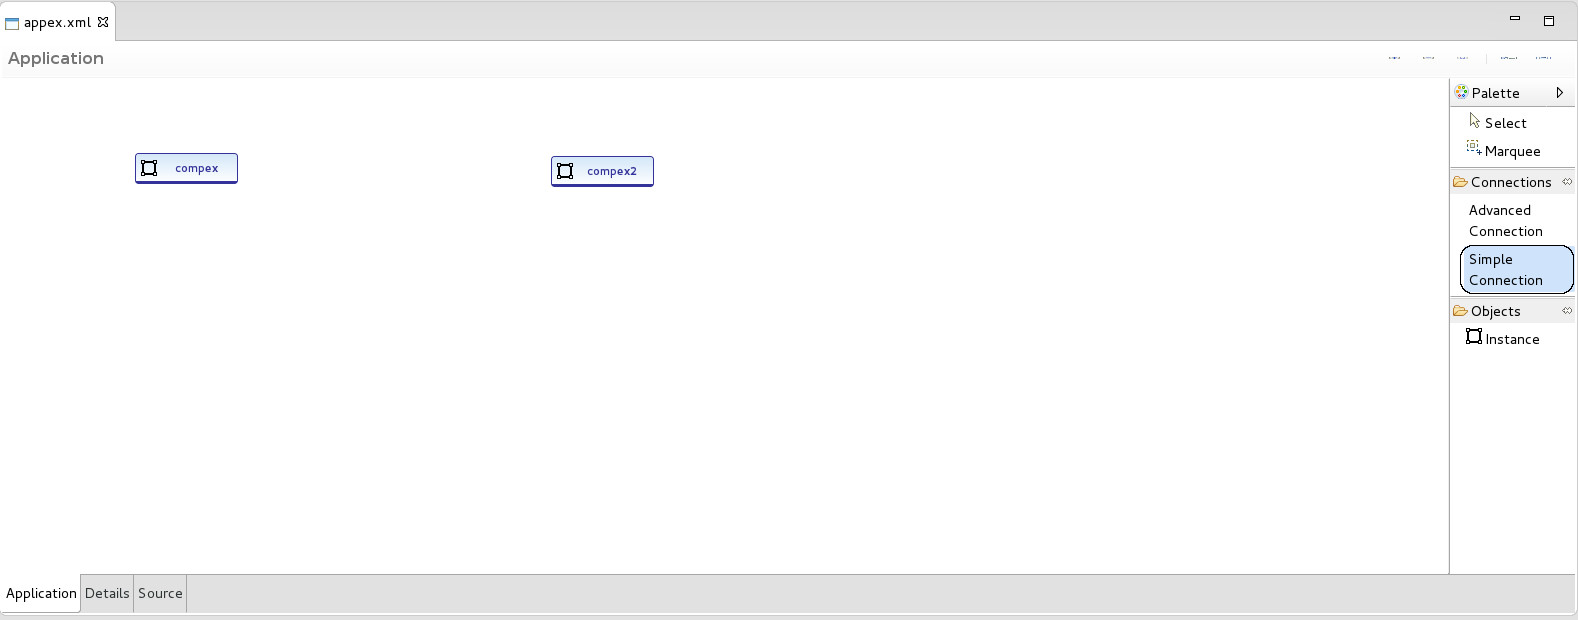 appex.xml
Application
compex
compex2
Palette
Select
Marquee
Connections
Advanced
Connection
Simple
Connection
Objects
Instance
Application Details Source